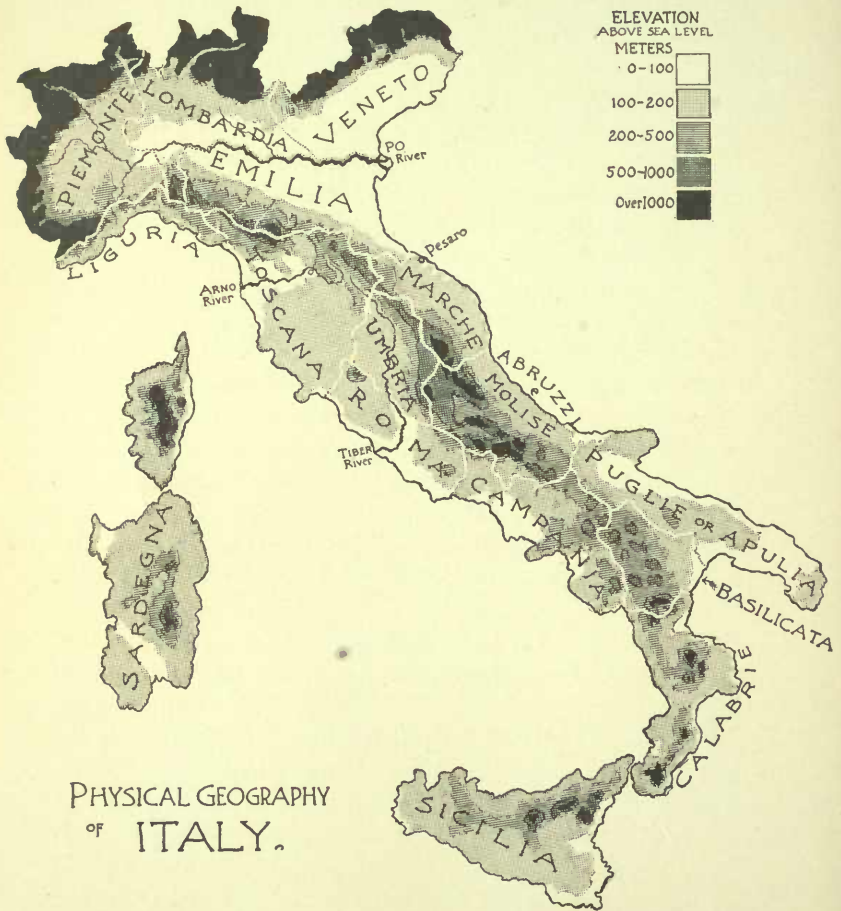 ELEVATION
ABOVE SEA LEVEL
METERS
0-100
100-200
200-500
500-1000
Over 1000
PIEMONTE
LOMBARDIA
VENETO
PO
River
EMILIA
LIGURIA
Pesaro
ARNO
River
TOSCANA
MARCHE
UMBRIA
ABRUZZI
MOLISE
ROMA
TIBER
River
CAMPANIA
PUGLIE OR APULIA
BASILICATA
SARDEGNA
CALABRIE
SICILIA
PHYSICAL GEOGRAPHY
OF ITALY.